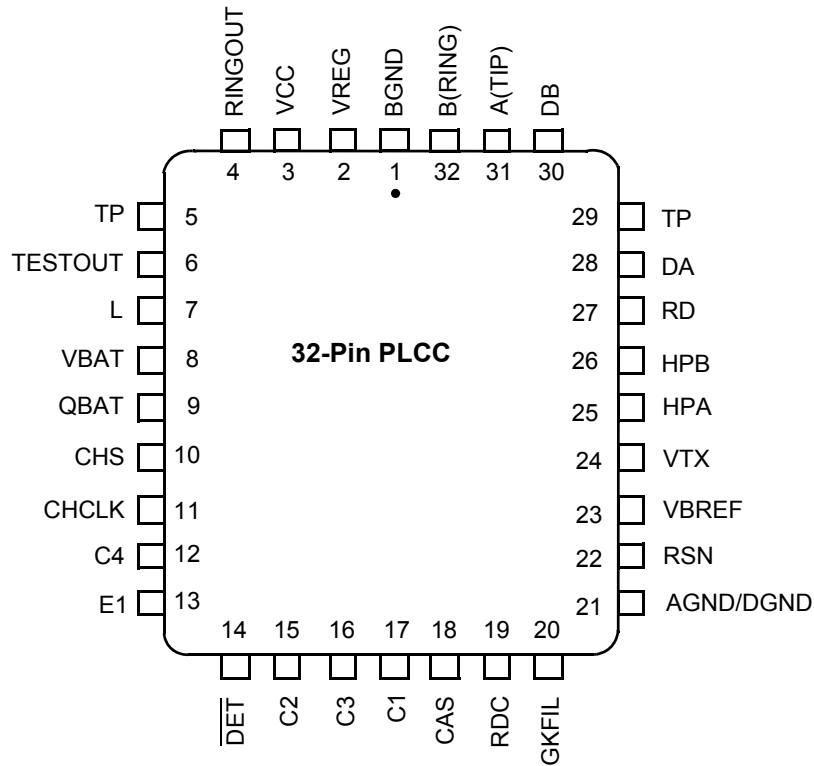 RINGOUT
VCC
VREG
BGND
B(RING)
A(TIP)
DB
4
3
2
1
32
31
30
TP
5
29
TP
TESTOUT
6
28
DA
L
7
27
RD
32-Pin PLCC
VBAT
8
26
HPB
QBAT
9
25
HPA
CHS
10
24
VTX
CHCLK
11
23
VBREF
C4
12
22
RSN
E1
13
21
AGND/DGND
14
15
16
17
18
19
20
D̅E̅T̅
C2
C3
C1
CAS
RDC
GKFIL